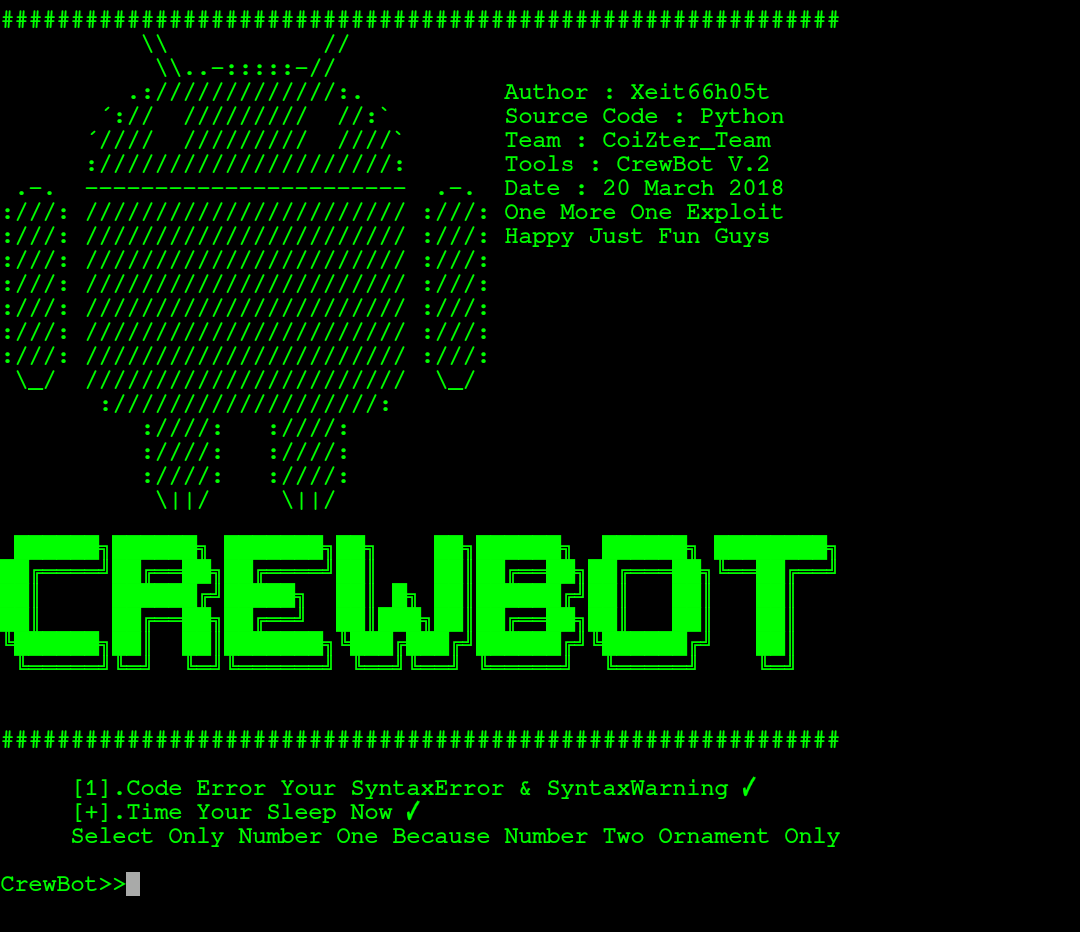 Author : Xeit66h05t
Source Code : Python
Team : CoiZter_Team
Tools : CrewBot V.2
Date : 20 March 2018
One More One Exploit
Happy Just Fun Guys
CREWBOT
[1].Code Error Your SyntaxError & SyntaxWarning ✓
[+].Time Your Sleep Now ✓
Select Only Number One Because Number Two Ornament Only
CrewBot>>